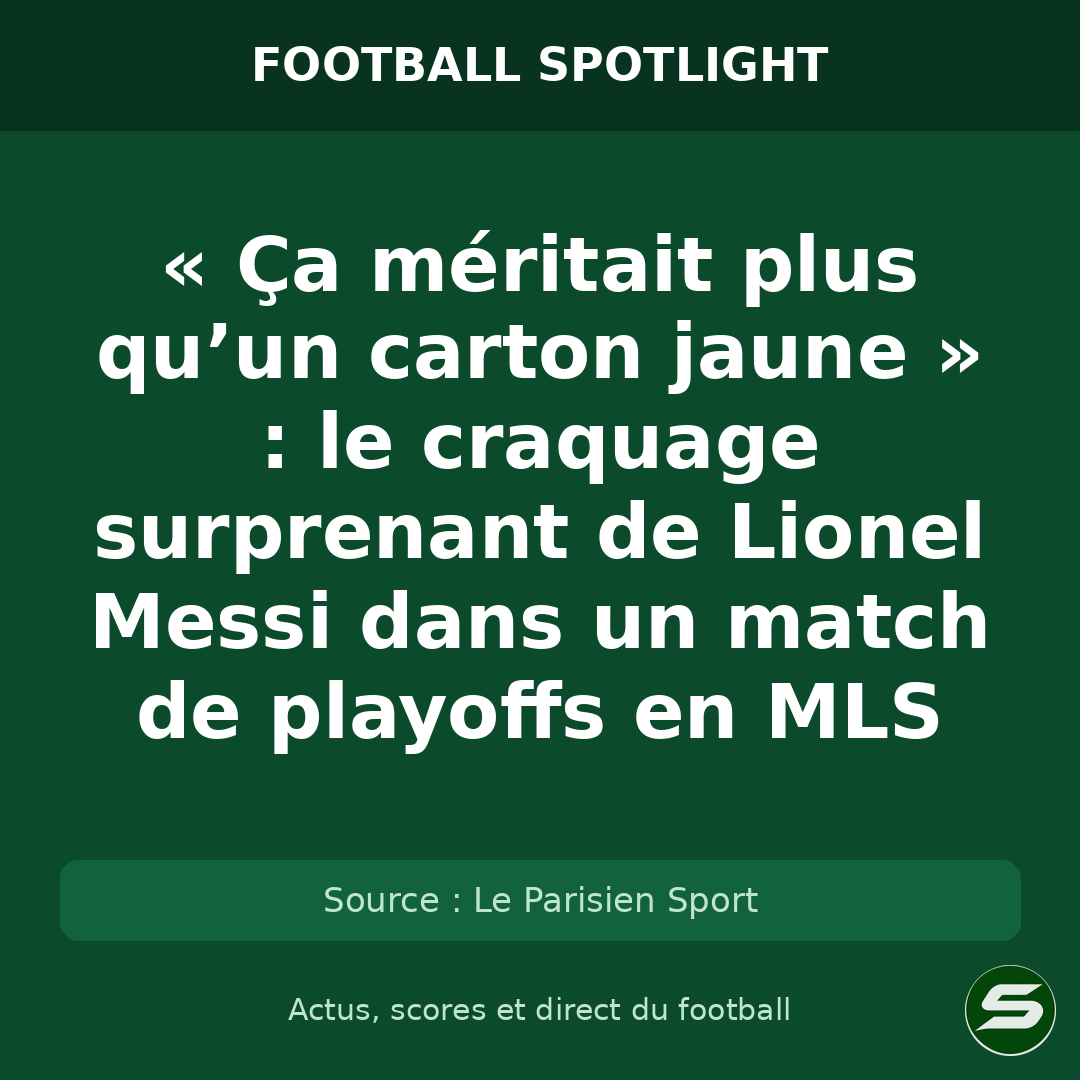 FOOTBALL SPOTLIGHT
« Ça méritait plus
qu’un carton jaune »
: le craquage
surprenant de Lionel
Messi dans un match
de playoffs en MLS
Source : Le Parisien Sport
Actus, scores et direct du football
S